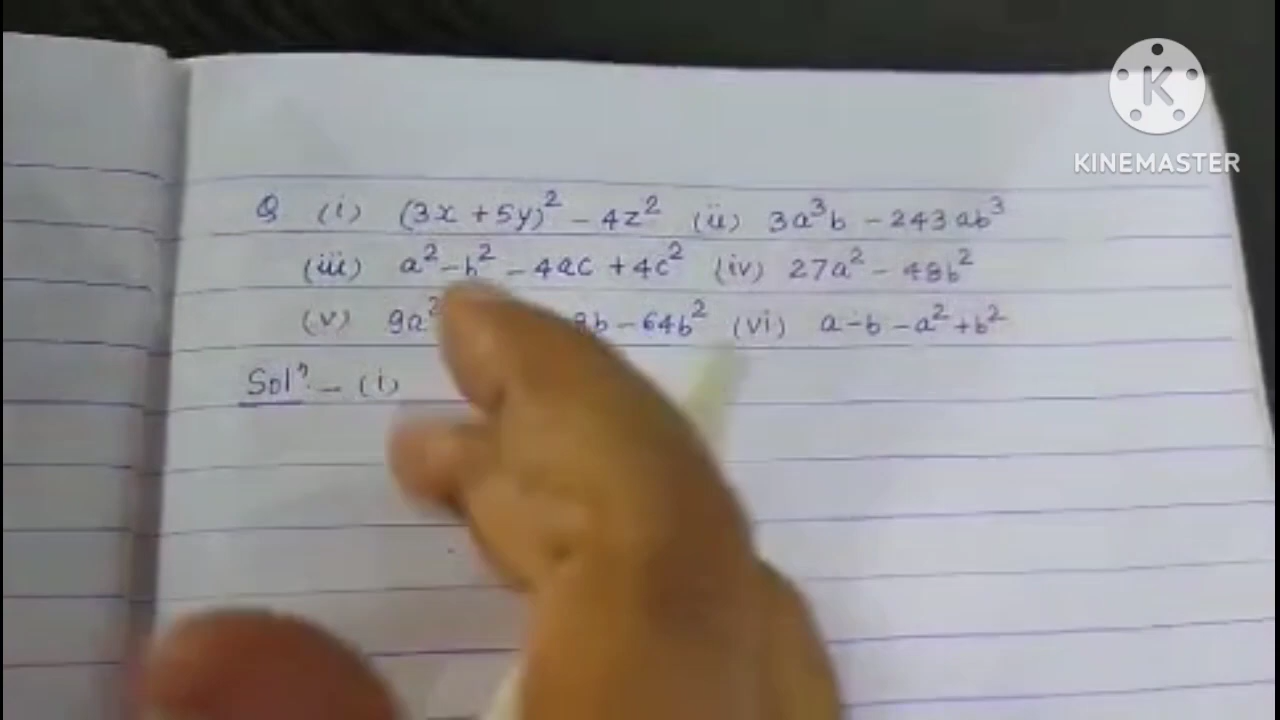 KINEMASTER
Q (i) (3x + 5y)² - 4z² (ii) 3a³b - 243ab³
(iii) a² - b² - 4ac + 4c² (iv) 27a² - 48b²
(v) 9a² b - 64b² (vi) a - b - a² + b²
Solⁿ. - (i)